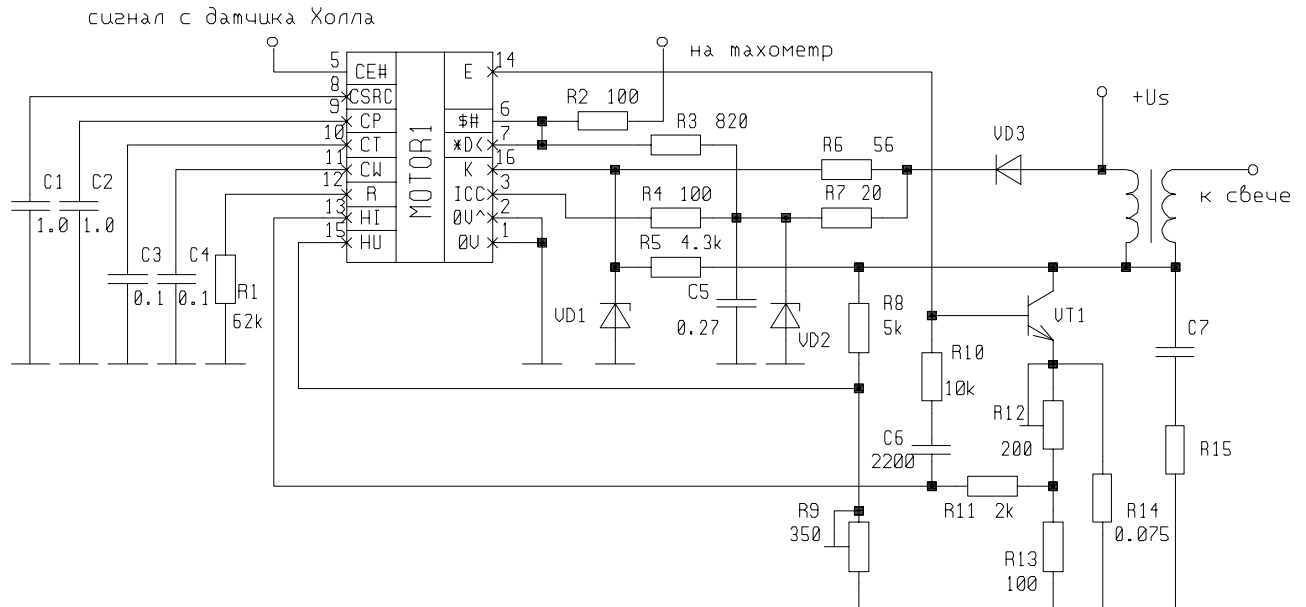 сигнал с датчика Холла
5 14
CE# E
на тахометр
8
CSRC
R2 100
+Us
9 6
CP $#
10 7
CT *D<
R3 820
11 16
CW K
R6 56
VD3
C1 C2
12 3
R ICC
R4 100
R7 20
к свече
1.0 1.0
13 2
HI 0V^
15 1
HU 0V
MOTOR1
R5 4.3k
C3 C4
0.1 0.1
R1
62k
C5
0.27
VD1
VD2
R8
5k
VT1
C7
R10
10k
R12
200
C6
2200
R15
R11 2k
R9
350
R14
0.075
R13
100